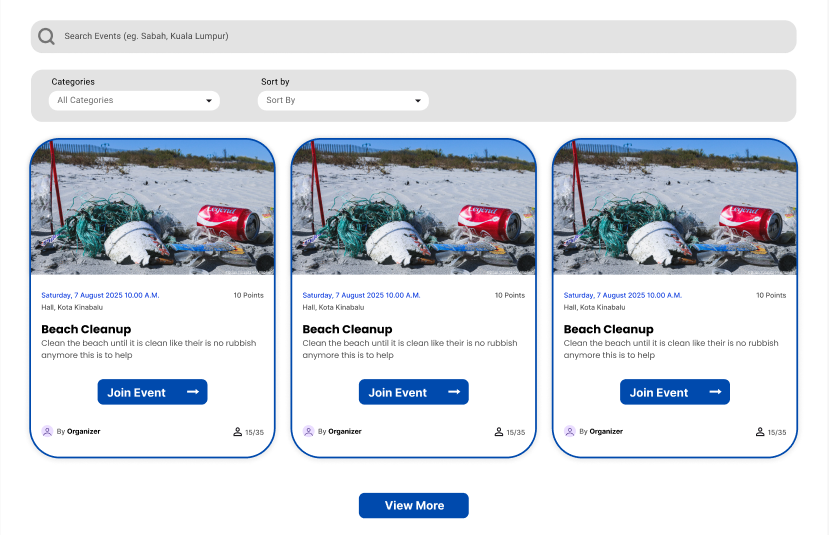 Search Events (eg. Sabah, Kuala Lumpur)
Categories
Sort by
All Categories
Sort By
Legend
Legend
Legend
Saturday, 7 August 2025 10.00 A.M.
10 Points
Hall, Kota Kinabalu
Beach Cleanup
Clean the beach until it is clean like their is no rubbish
anymore this is to help
Join Event
By Organizer
15/35
Saturday, 7 August 2025 10.00 A.M.
10 Points
Hall, Kota Kinabalu
Beach Cleanup
Clean the beach until it is clean like their is no rubbish
anymore this is to help
Join Event
By Organizer
15/35
Saturday, 7 August 2025 10.00 A.M.
10 Points
Hall, Kota Kinabalu
Beach Cleanup
Clean the beach until it is clean like their is no rubbish
anymore this is to help
Join Event
By Organizer
15/35
View More